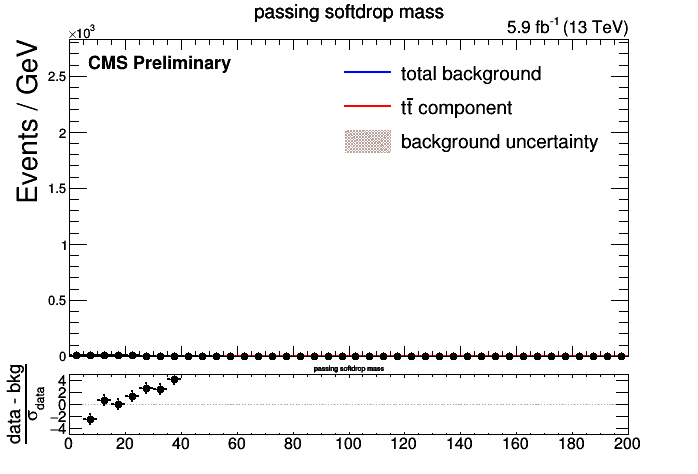 passing softdrop mass
×10³
5.9 fb⁻¹ (13 TeV)
CMS Preliminary
total background
tt̄ component
background uncertainty
Events / GeV
2.5
2
1.5
1
0.5
0
passing softdrop mass
data - bkg
σ_data
4
2
0
−2
−4
0 20 40 60 80 100 120 140 160 180 200